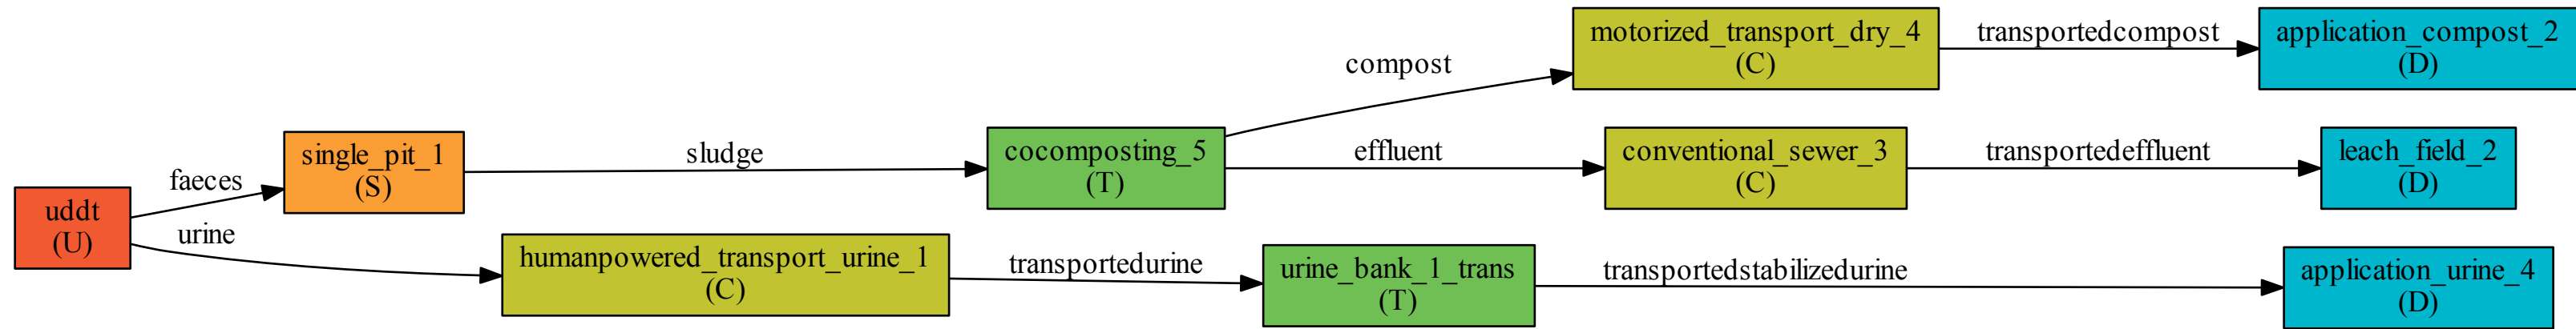 uddt
(U)
faeces
urine
single_pit_1
(S)
sludge
humanpowered_transport_urine_1
(C)
transportedurine
cocomposting_5
(T)
compost
effluent
urine_bank_1_trans
(T)
transportedstabilizedurine
motorized_transport_dry_4
(C)
transportedcompost
conventional_sewer_3
(C)
transportedeffluent
application_compost_2
(D)
leach_field_2
(D)
application_urine_4
(D)